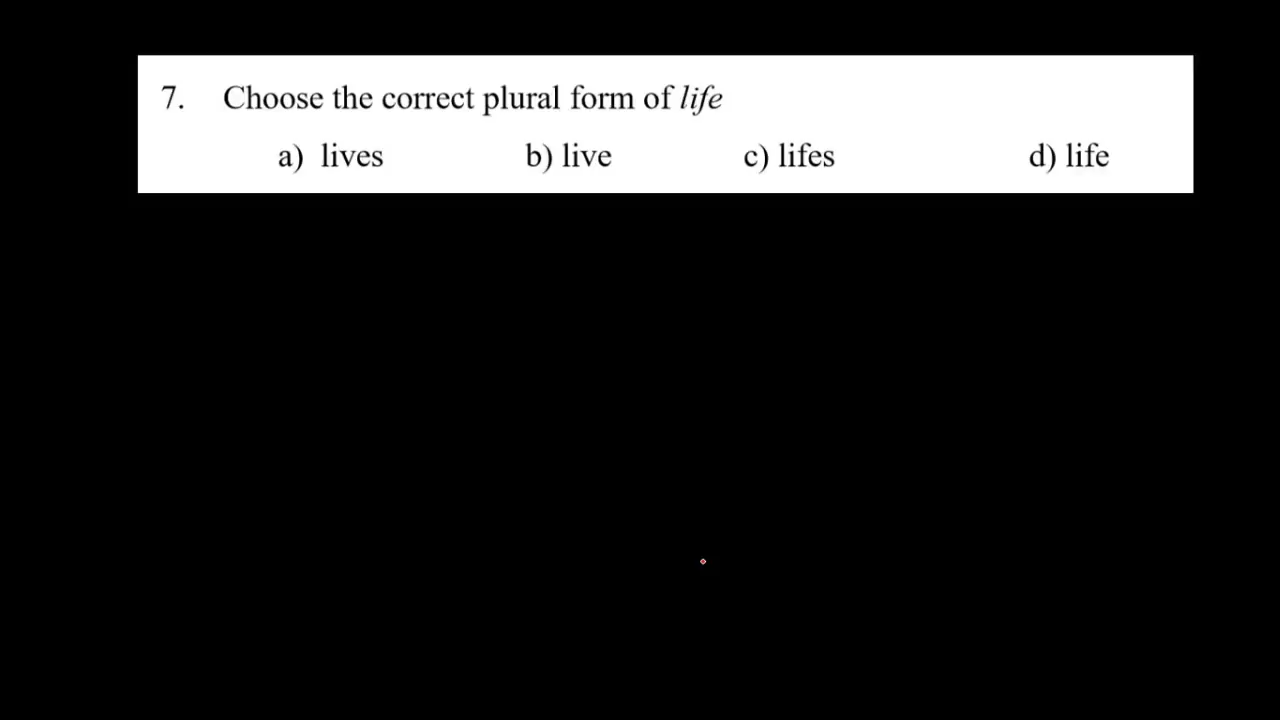 7. Choose the correct plural form of life
a) lives b) live c) lifes d) life